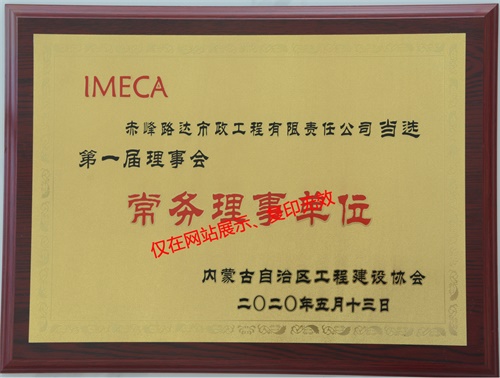 IMECA
赤峰路达市政工程有限责任公司当选
第一届理事会
常务理事单位
仅在网站展示、复印无效
内蒙古自治区工程建设协会
二〇二〇年五月十三日